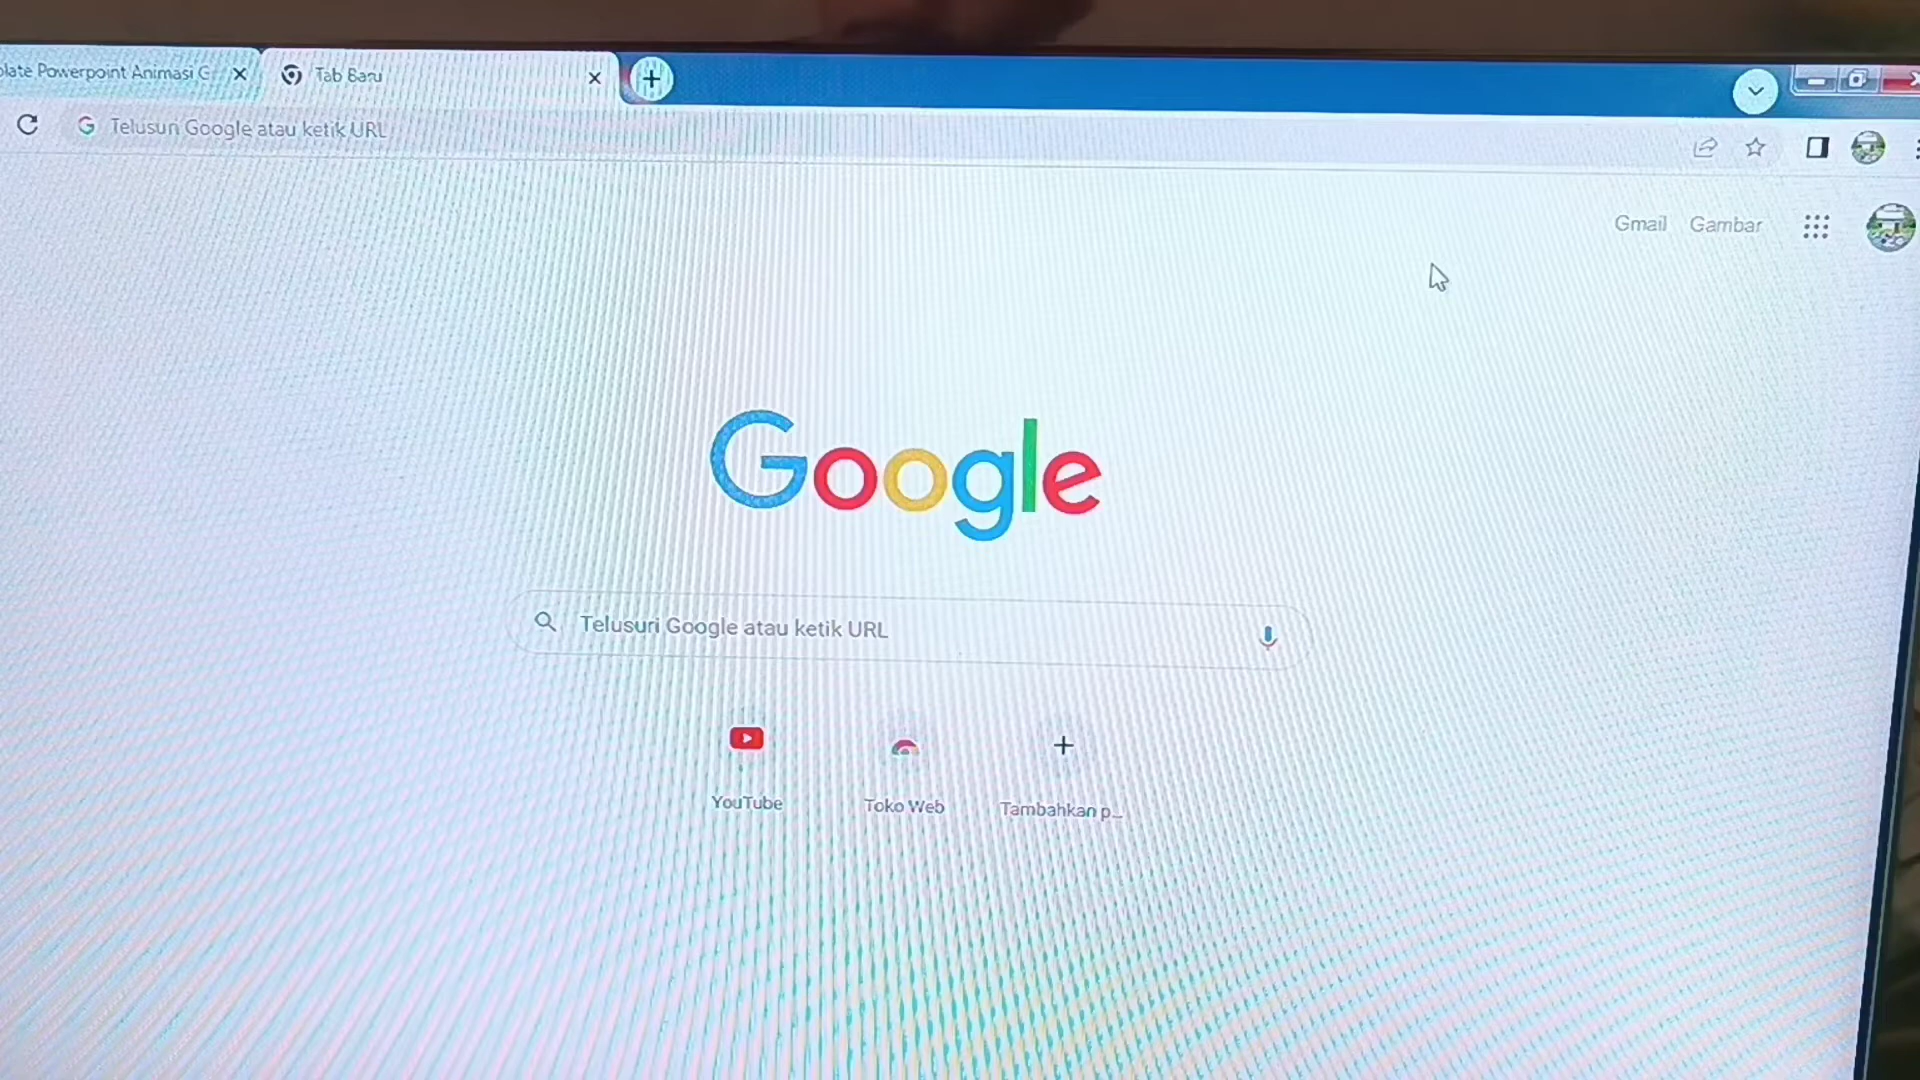 plate Powerpoint Animasi G
Tab Baru
Telusuri Google atau ketik URL
Gmail Gambar
Google
Telusuri Google atau ketik URL
YouTube Toko Web Tambahkan p...